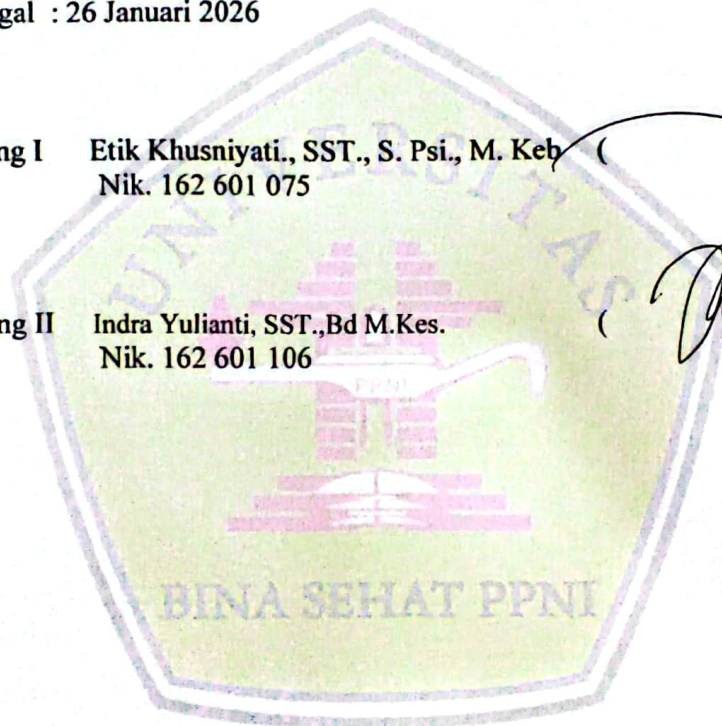 gal : 26 Januari 2026
ng I Etik Khusniyati., SST., S. Psi., M. Keb (
Nik. 162 601 075
ng II Indra Yulianti, SST.,Bd M.Kes. (
Nik. 162 601 106
UNIVERSITAS
PPNI
BINA SEHAT PPNI